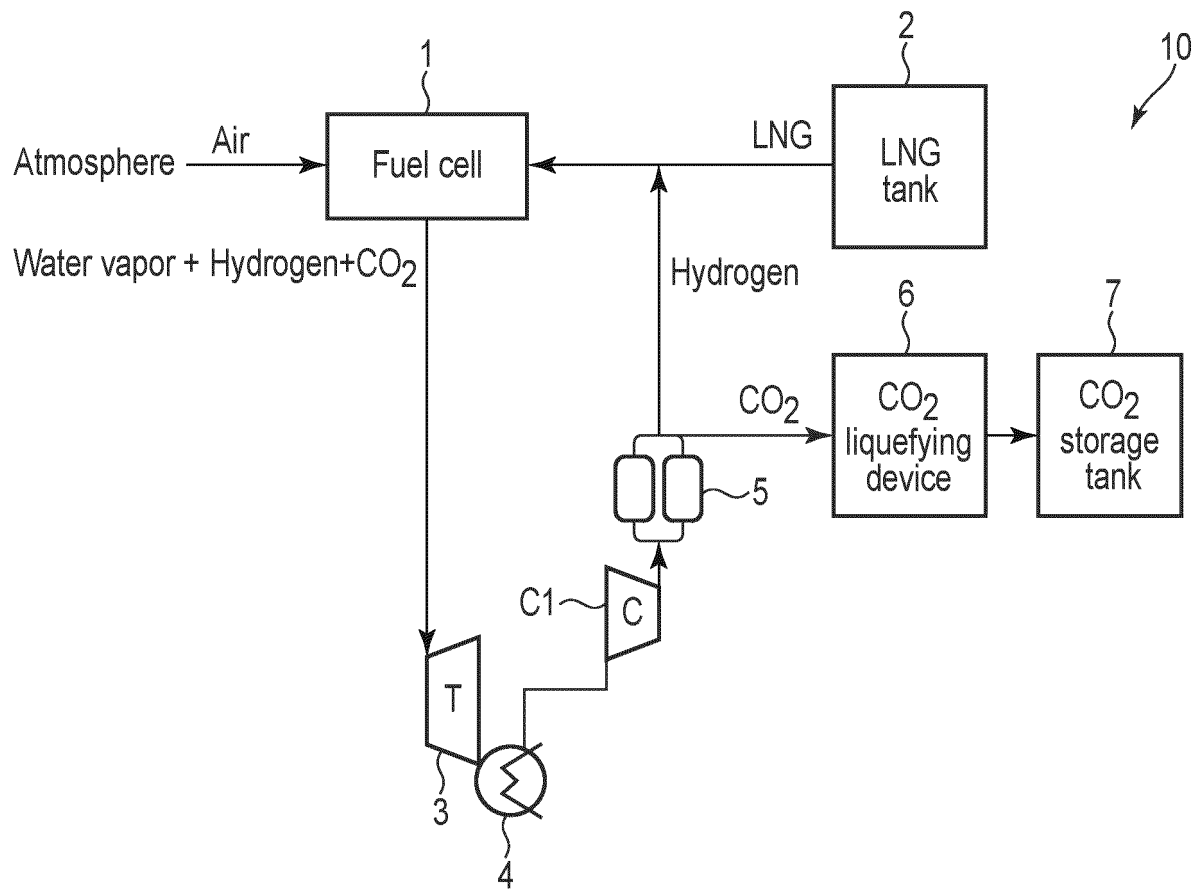 1
2
10
Air
LNG
Atmosphere
Fuel cell
LNG
tank
Water vapor + Hydrogen+CO2
Hydrogen
6
7
CO2
CO2
liquefying
device
CO2
storage
tank
5
C1
C
T
3
4